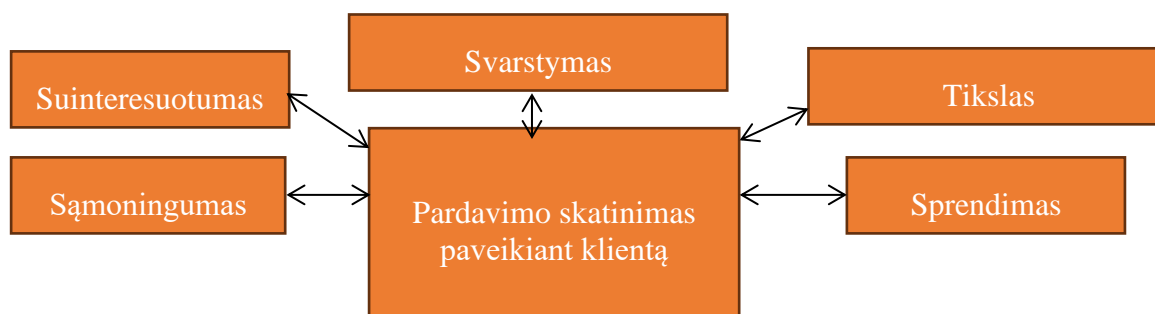 Svarstymas
Suinteresuotumas
Tikslas
Sąmoningumas
Pardavimo skatinimas
paveikiant klientą
Sprendimas